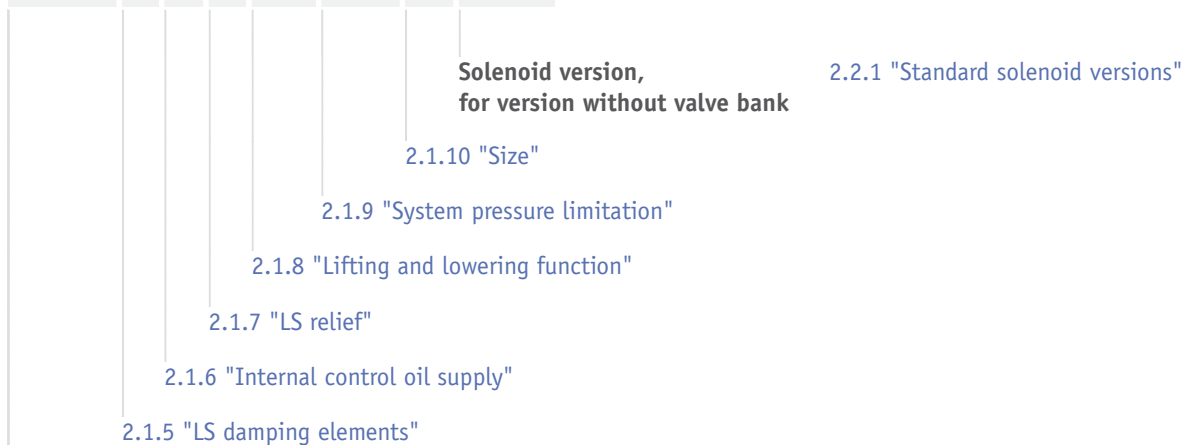 Solenoid version,
for version without valve bank
2.2.1 "Standard solenoid versions"
2.1.10 "Size"
2.1.9 "System pressure limitation"
2.1.8 "Lifting and lowering function"
2.1.7 "LS relief"
2.1.6 "Internal control oil supply"
2.1.5 "LS damping elements"